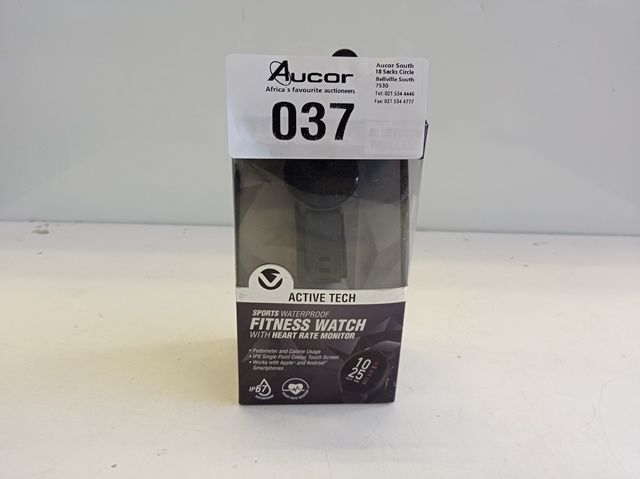 Aucor
Africa's favourite auctioneers
037
Aucor South
18 Sacks Circle
Bellville South
7530
Tel: 021 534 4446
Fax: 021 534 4777
ACTIVE TECH
SPORTS WATERPROOF
FITNESS WATCH
WITH HEART RATE MONITOR
• Pedometer and Calorie Usage
• IPS Single Point Colour Touch Screen
• Works with Apple® and Android™
Smartphones
IP67
10
25